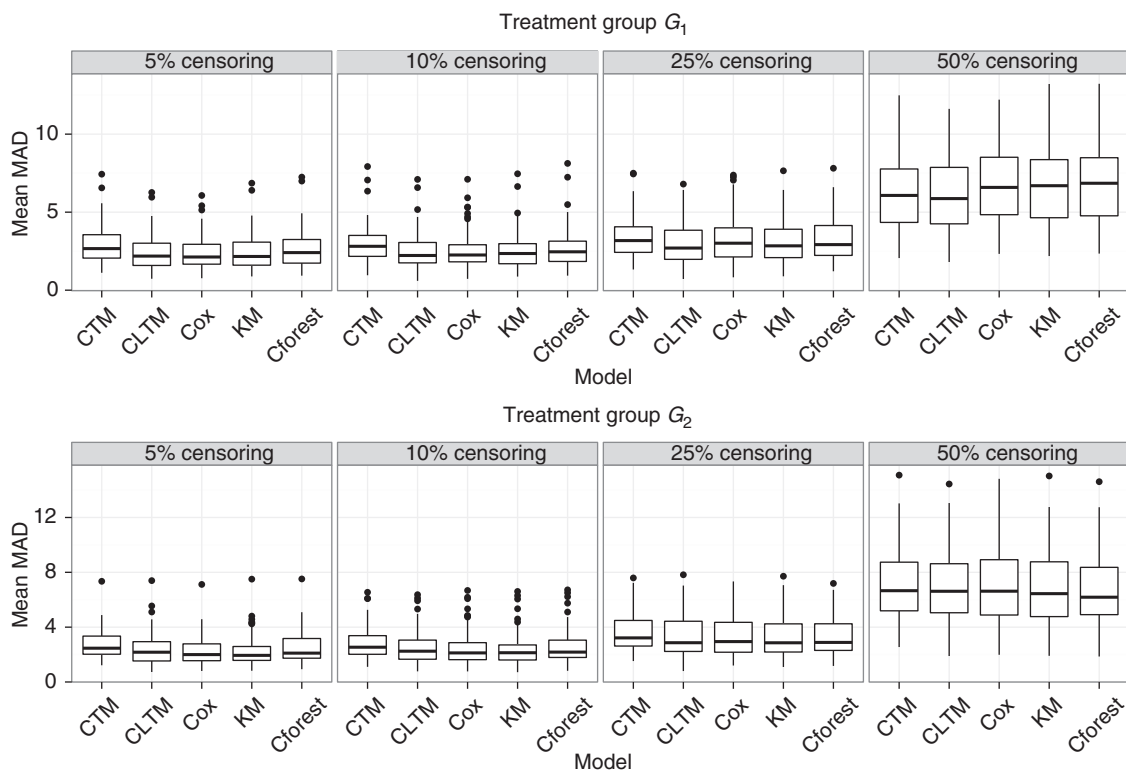 Treatment group G1
5% censoring 10% censoring 25% censoring 50% censoring
Mean MAD
10
5
0
CTM CLTM Cox KM Cforest CTM CLTM Cox KM Cforest CTM CLTM Cox KM Cforest CTM CLTM Cox KM Cforest
Model
Treatment group G2
5% censoring 10% censoring 25% censoring 50% censoring
Mean MAD
12
8
4
0
CTM CLTM Cox KM Cforest CTM CLTM Cox KM Cforest CTM CLTM Cox KM Cforest CTM CLTM Cox KM Cforest
Model